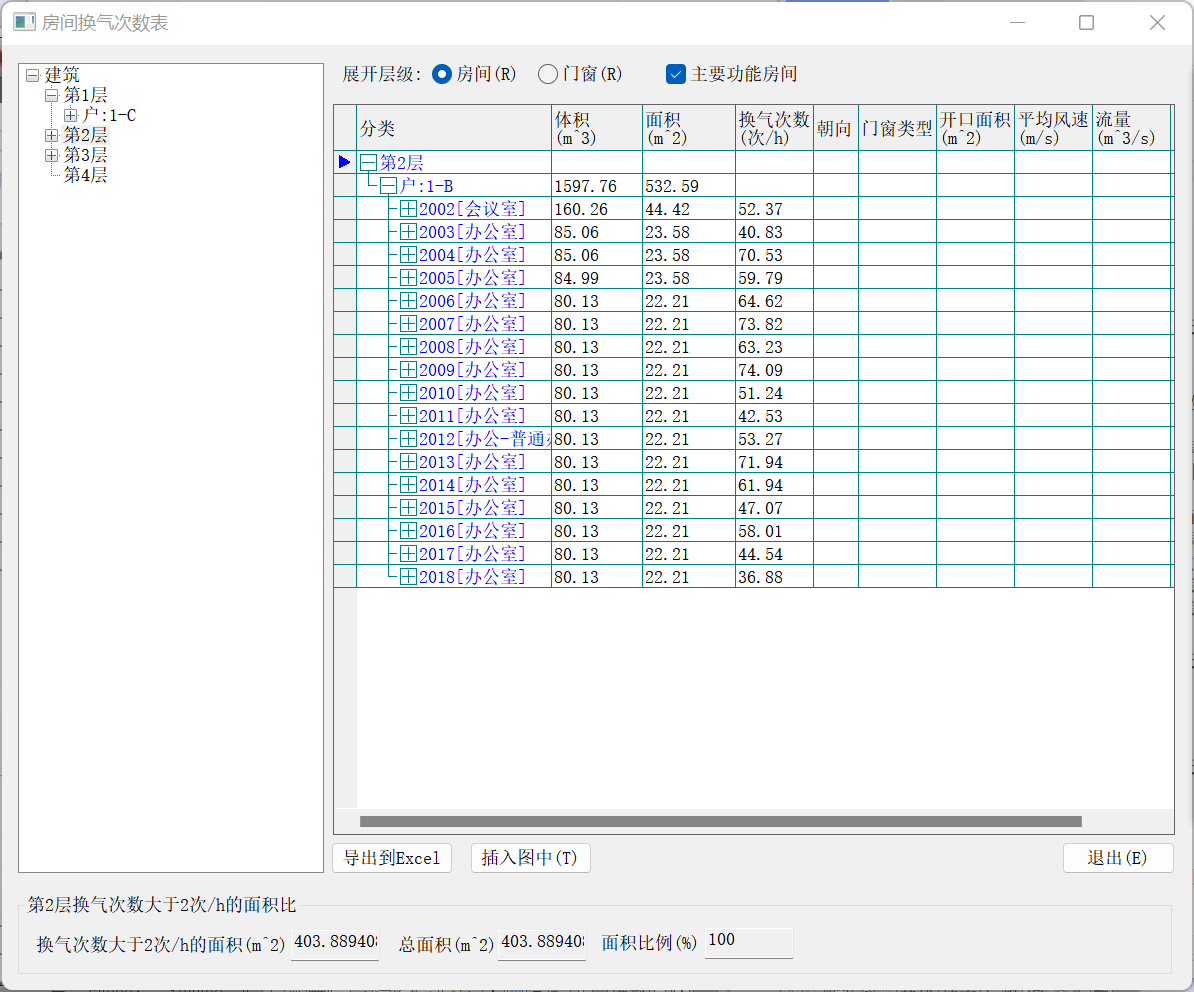 房间换气次数表
建筑
第1层
户:1-C
第2层
第3层
第4层
展开层级: 房间(R) 门窗(R) 主要功能房间
分类 体积(m^3) 面积(m^2) 换气次数(次/h) 朝向 门窗类型 开口面积(m^2) 平均风速(m/s) 流量(m^3/s)
第2层
户:1-B 1597.76 532.59
2002[会议室] 160.26 44.42 52.37
2003[办公室] 85.06 23.58 40.83
2004[办公室] 85.06 23.58 70.53
2005[办公室] 84.99 23.58 59.79
2006[办公室] 80.13 22.21 64.62
2007[办公室] 80.13 22.21 73.82
2008[办公室] 80.13 22.21 63.23
2009[办公室] 80.13 22.21 74.09
2010[办公室] 80.13 22.21 51.24
2011[办公室] 80.13 22.21 42.53
2012[办公-普通 80.13 22.21 53.27
2013[办公室] 80.13 22.21 71.94
2014[办公室] 80.13 22.21 61.94
2015[办公室] 80.13 22.21 47.07
2016[办公室] 80.13 22.21 58.01
2017[办公室] 80.13 22.21 44.54
2018[办公室] 80.13 22.21 36.88
导出到Excel 插入图中(T) 退出(E)
第2层换气次数大于2次/h的面积比
换气次数大于2次/h的面积(m^2) 403.88940 总面积(m^2) 403.88940 面积比例(%) 100